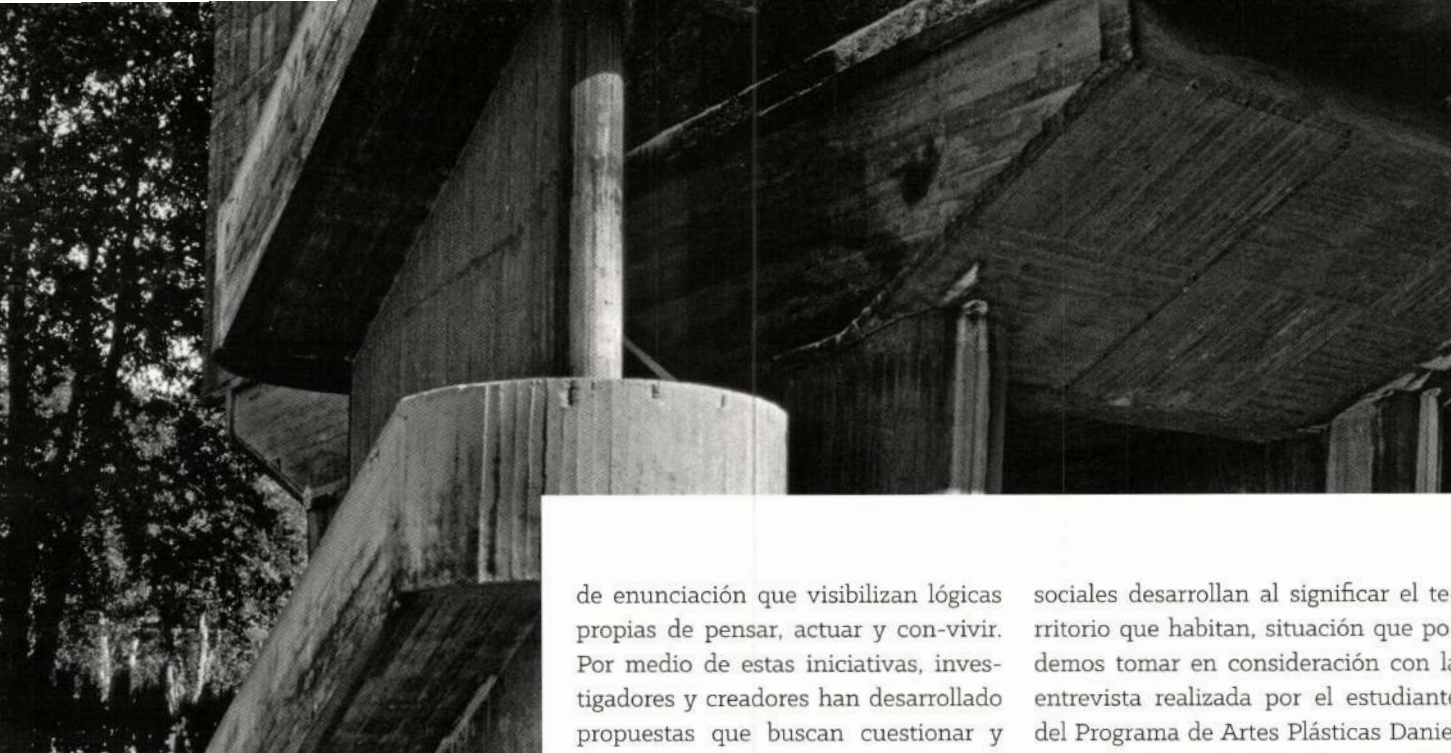 de enunciación que visibilizan lógicas
propias de pensar, actuar y con-vivir.
Por medio de estas iniciativas, inves-
tigadores y creadores han desarrollado
propuestas que buscan cuestionar y
sociales desarrollan al significar el te-
rritorio que habitan, situación que po-
demos tomar en consideración con la
entrevista realizada por el estudiante
del Programa de Artes Plásticas